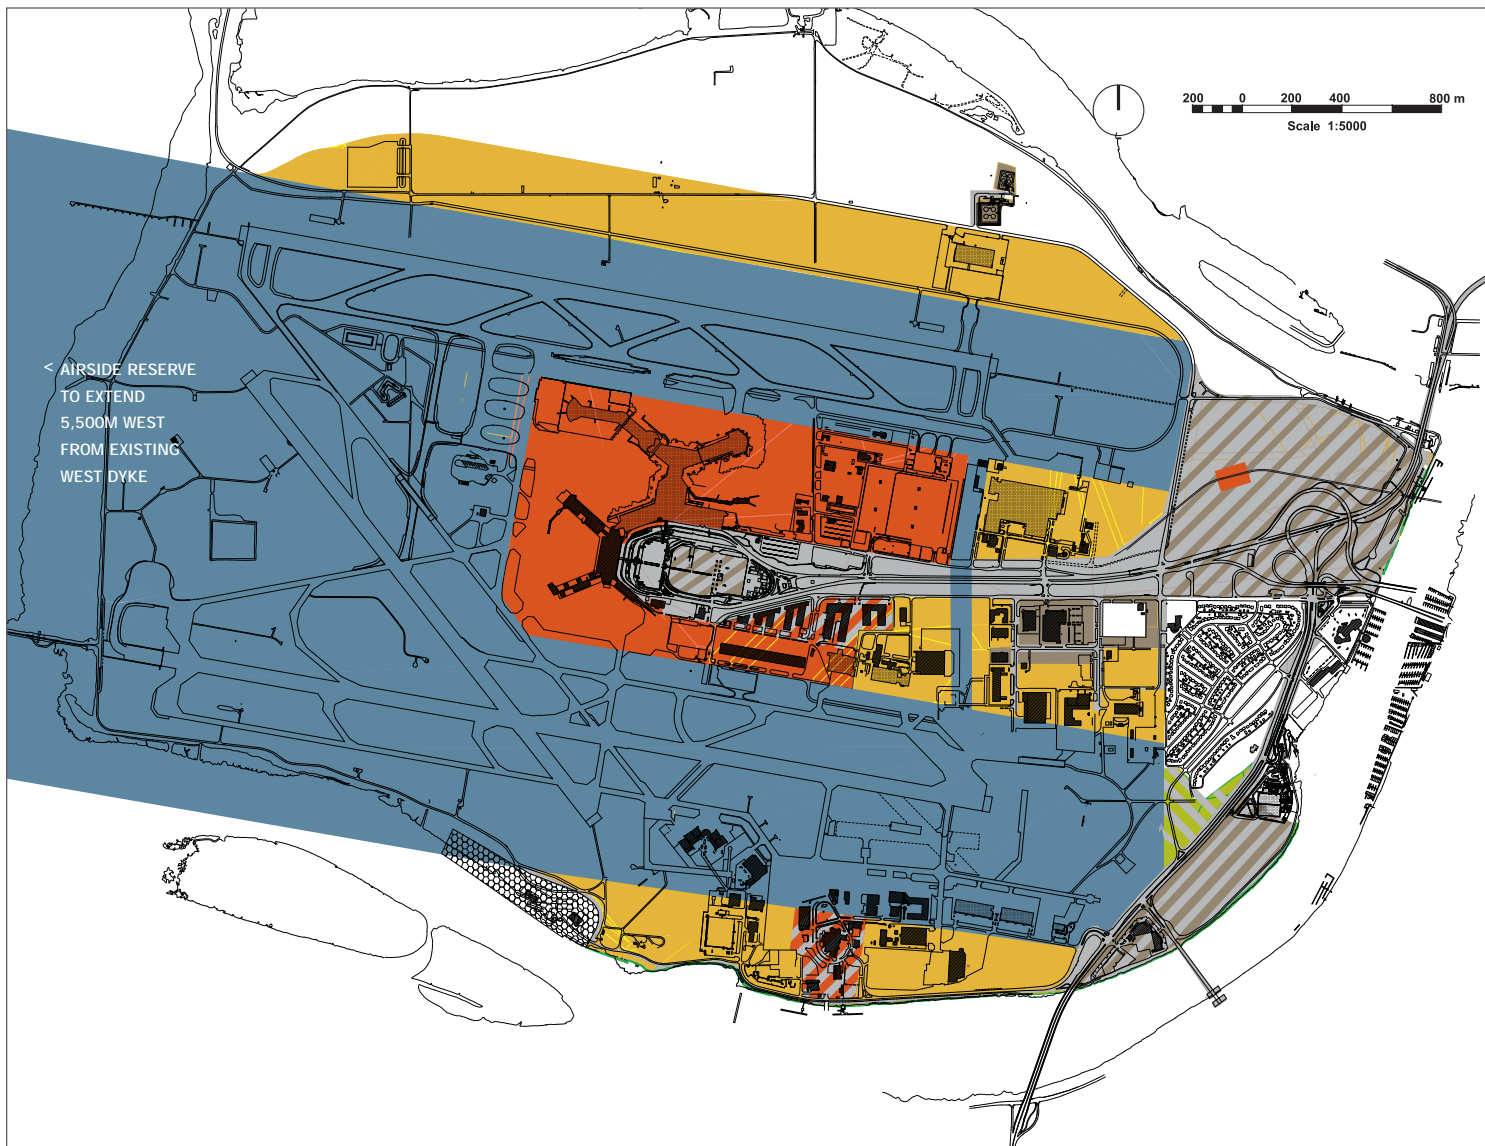 200 0 200 400 800 m
Scale 1:5000
< AIRSIDE RESERVE
TO EXTEND
5,500M WEST
FROM EXISTING
WEST DYKE